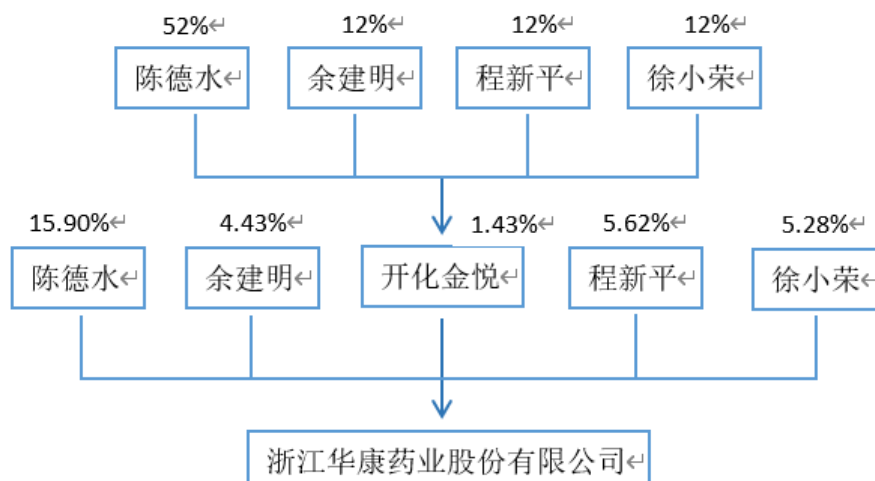 52% 12% 12% 12%
陈德水 余建明 程新平 徐小荣
15.90% 4.43% 1.43% 5.62% 5.28%
陈德水 余建明 开化金悦 程新平 徐小荣
浙江华康药业股份有限公司